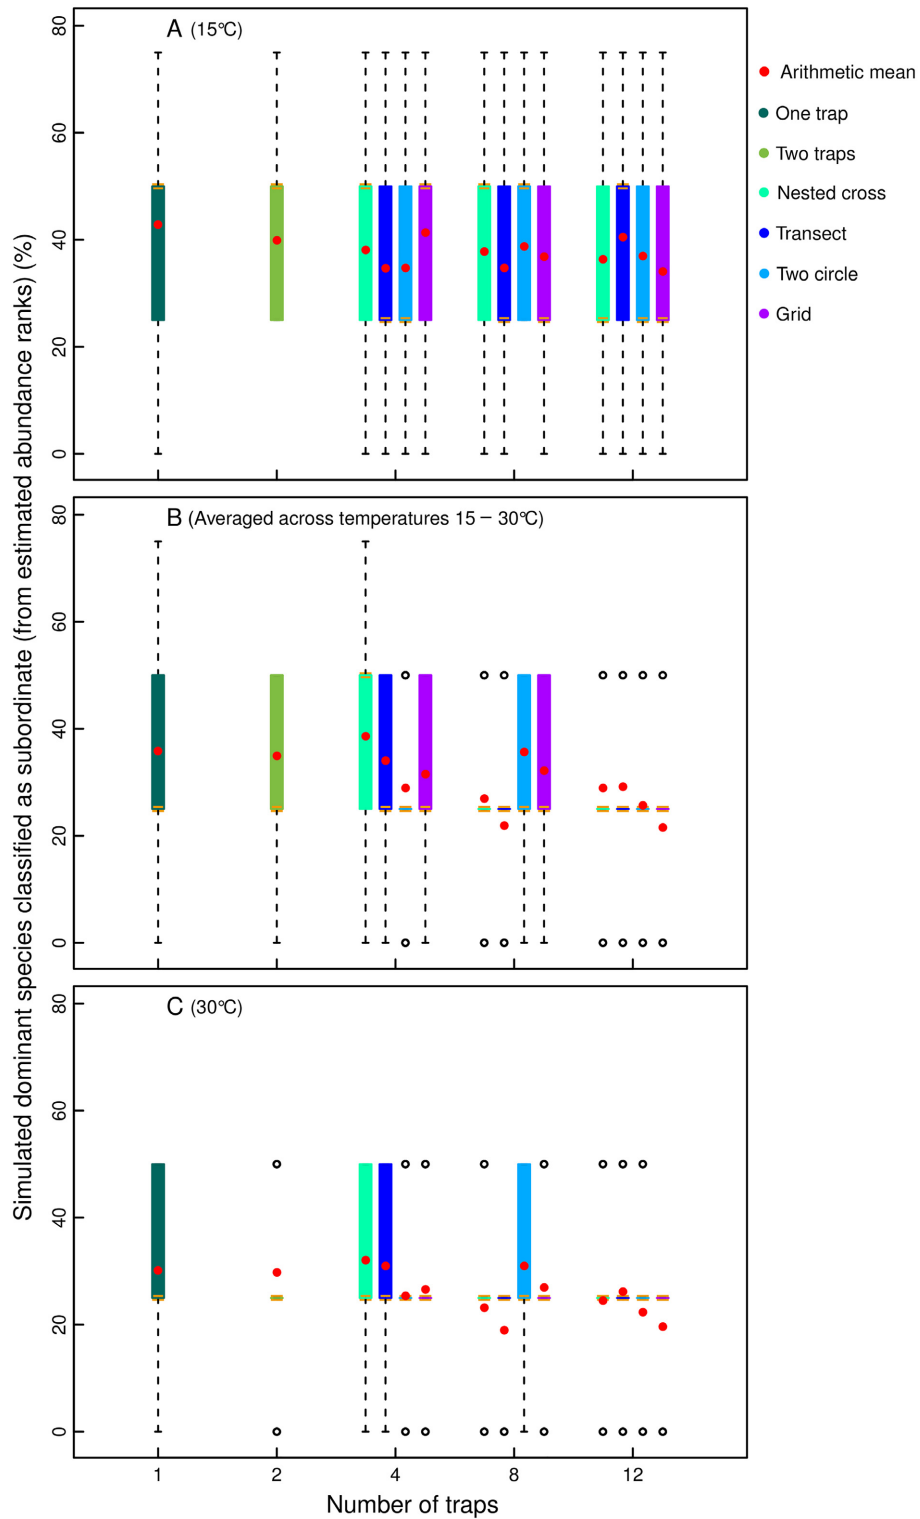 A (15°C)
80
60
40
20
0
Arithmetic mean
One trap
Two traps
Nested cross
Transect
Two circle
Grid
B (Averaged across temperatures 15 – 30°C)
80
60
40
20
0
C (30°C)
80
60
40
20
0
1 2 4 8 12
Number of traps
Simulated dominant species classified as subordinate (from estimated abundance ranks) (%)